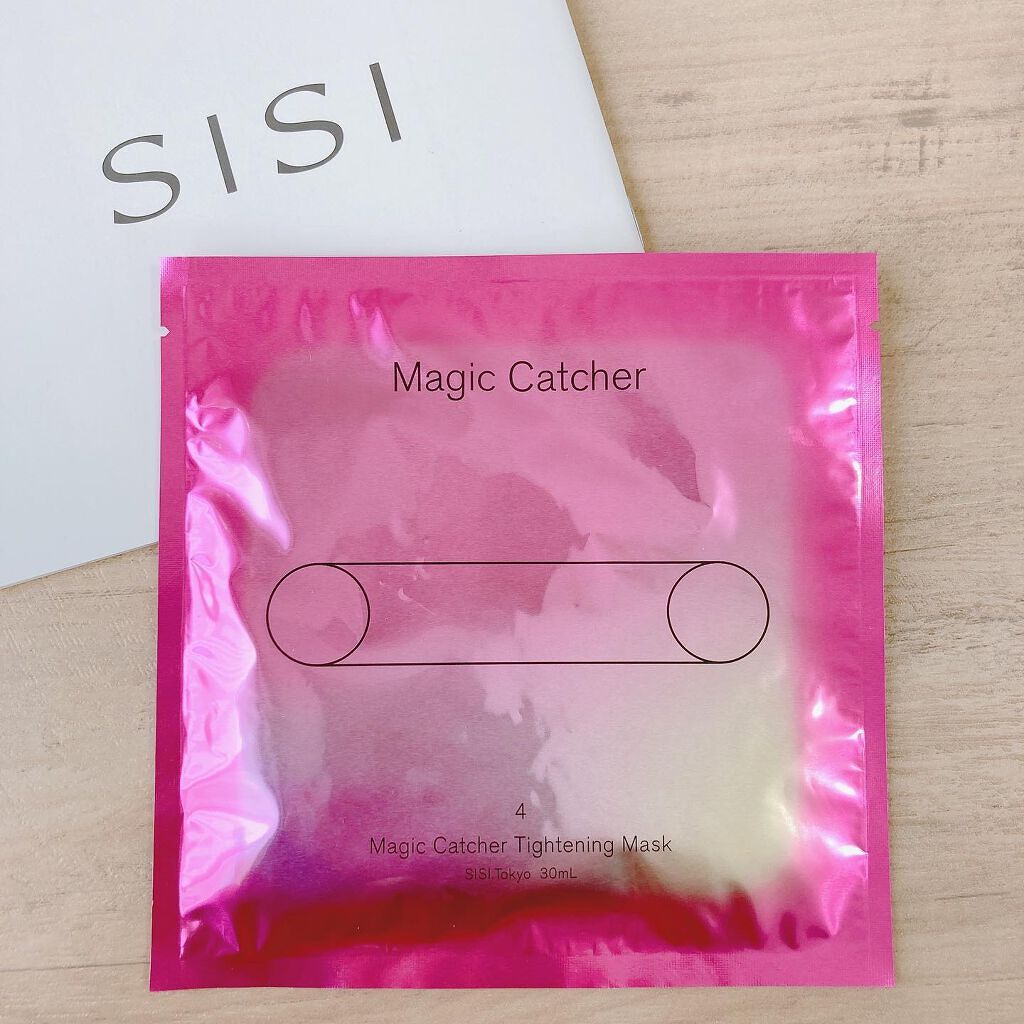 SISI
Magic Catcher
4
Magic Catcher Tightening Mask
SISI.Tokyo 30mL